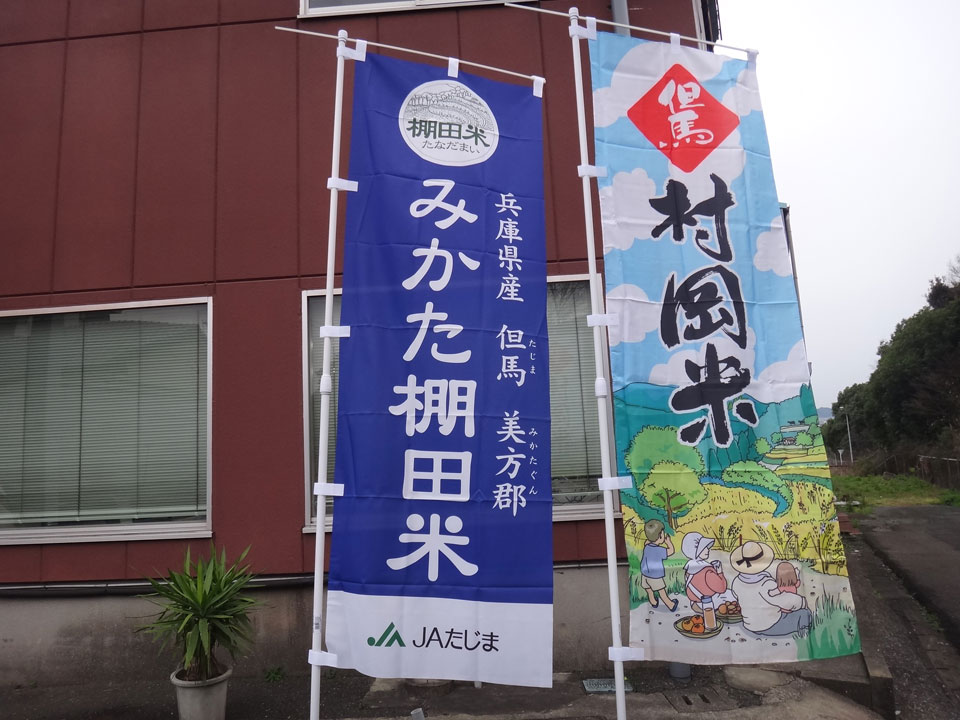 棚田米
たなだまい
兵庫県産 但馬 美方郡
たじま
みかたぐん
みかた棚田米
JAたじま
但馬
村岡米